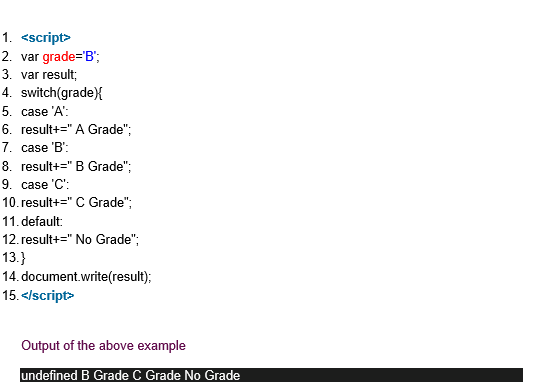 1. <script>
2. var grade='B';
3. var result;
4. switch(grade){
5. case 'A':
6. result+=" A Grade";
7. case 'B':
8. result+=" B Grade";
9. case 'C':
10. result+=" C Grade";
11. default:
12. result+=" No Grade";
13. }
14. document.write(result);
15. </script>
Output of the above example
undefined B Grade C Grade No Grade